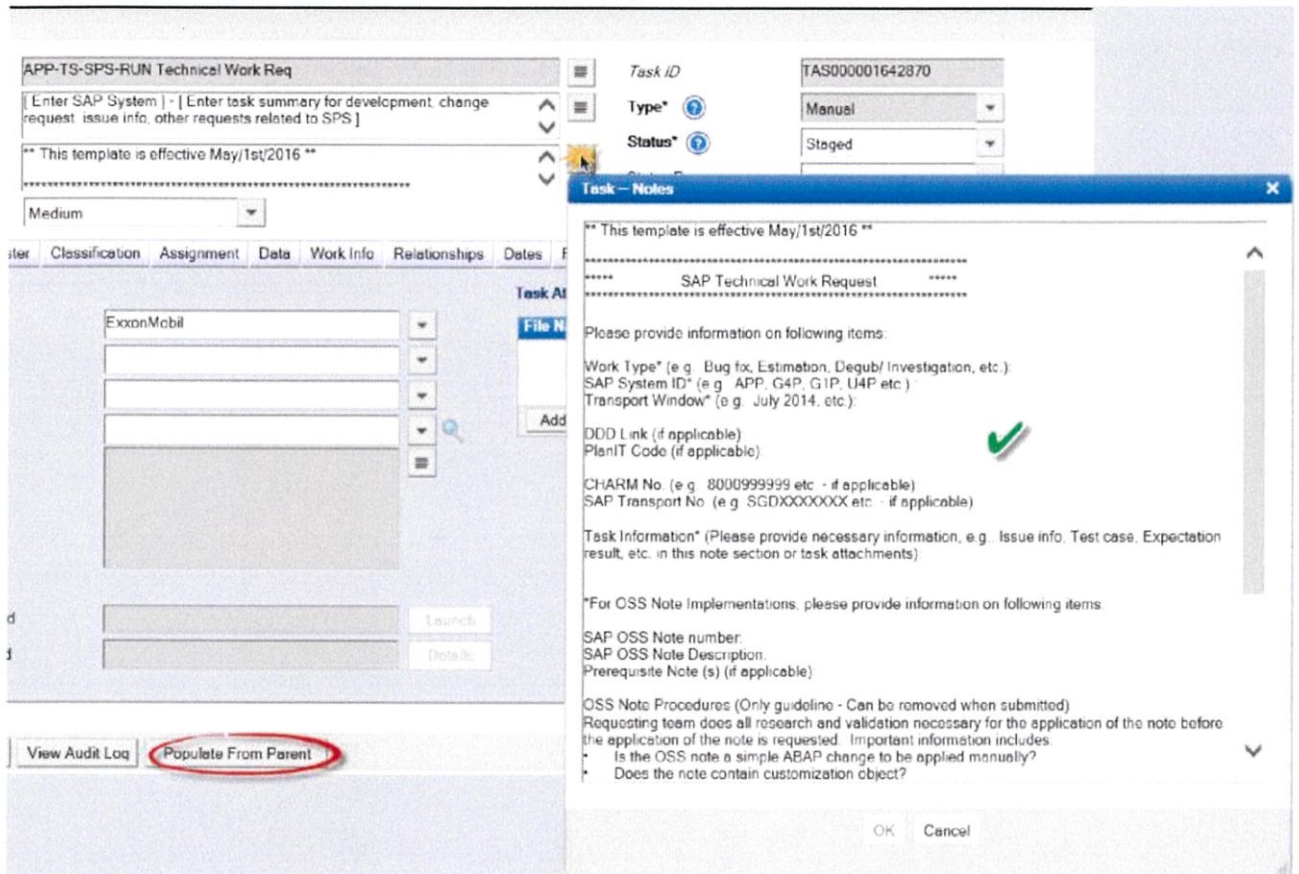 APP-TS-SPS-RUN Technical Work Req
Task ID
TAS000001642870
[ Enter SAP System ] - [ Enter task summary for development, change
request, issue info, other requests related to SPS ]
Type*
Manual
Status*
Staged
** This template is effective May/1st/2016 **
*******************************************************************
Medium
Classification Assignment Data Work Info Relationships Dates
ExxonMobil
Add
Launch
Details
View Audit Log Populate From Parent
Task – Notes
** This template is effective May/1st/2016 **
*******************************************************************
***** SAP Technical Work Request *****
*******************************************************************
Please provide information on following items:
Work Type* (e.g. Bug fix, Estimation, Degub/ Investigation, etc.):
SAP System ID* (e.g. APP, G4P, G1P, U4P etc.) :
Transport Window* (e.g. July 2014, etc.):
DDD Link (if applicable):
PlanIT Code (if applicable):
CHARM No. (e.g. 8000999999 etc. - if applicable)
SAP Transport No. (e.g. SGDXXXXXXX etc. - if applicable)
Task Information* (Please provide necessary information, e.g.. Issue info, Test case, Expectation
result, etc. in this note section or task attachments):
*For OSS Note Implementations, please provide information on following items:
SAP OSS Note number:
SAP OSS Note Description:
Prerequisite Note (s) (if applicable):
OSS Note Procedures (Only guideline - Can be removed when submitted)
Requesting team does all research and validation necessary for the application of the note before
the application of the note is requested. Important information includes:
• Is the OSS note a simple ABAP change to be applied manually?
• Does the note contain customization object?
OK Cancel